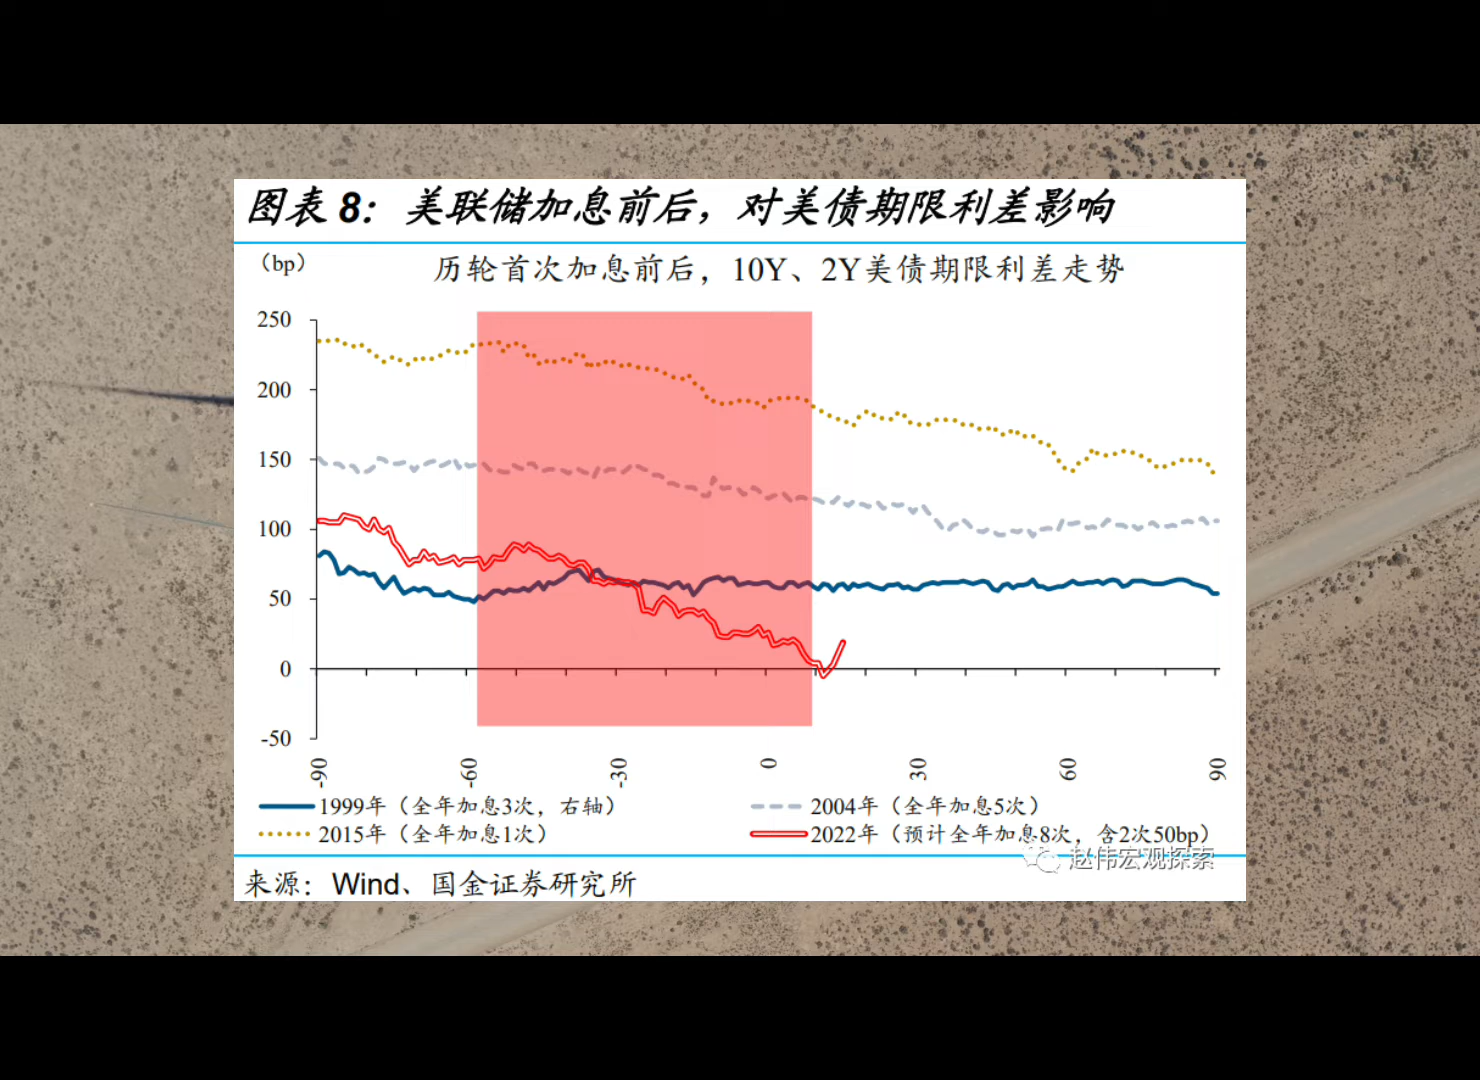 图表 8：美联储加息前后，对美债期限利差影响
（bp）
历轮首次加息前后，10Y、2Y美债期限利差走势
250
200
150
100
50
0
-50
-90
-60
-30
0
30
60
90
1999年（全年加息3次，右轴）
2004年（全年加息5次）
2015年（全年加息1次）
2022年（预计全年加息8次，含2次50bp）
赵伟宏观探索
来源：Wind、国金证券研究所